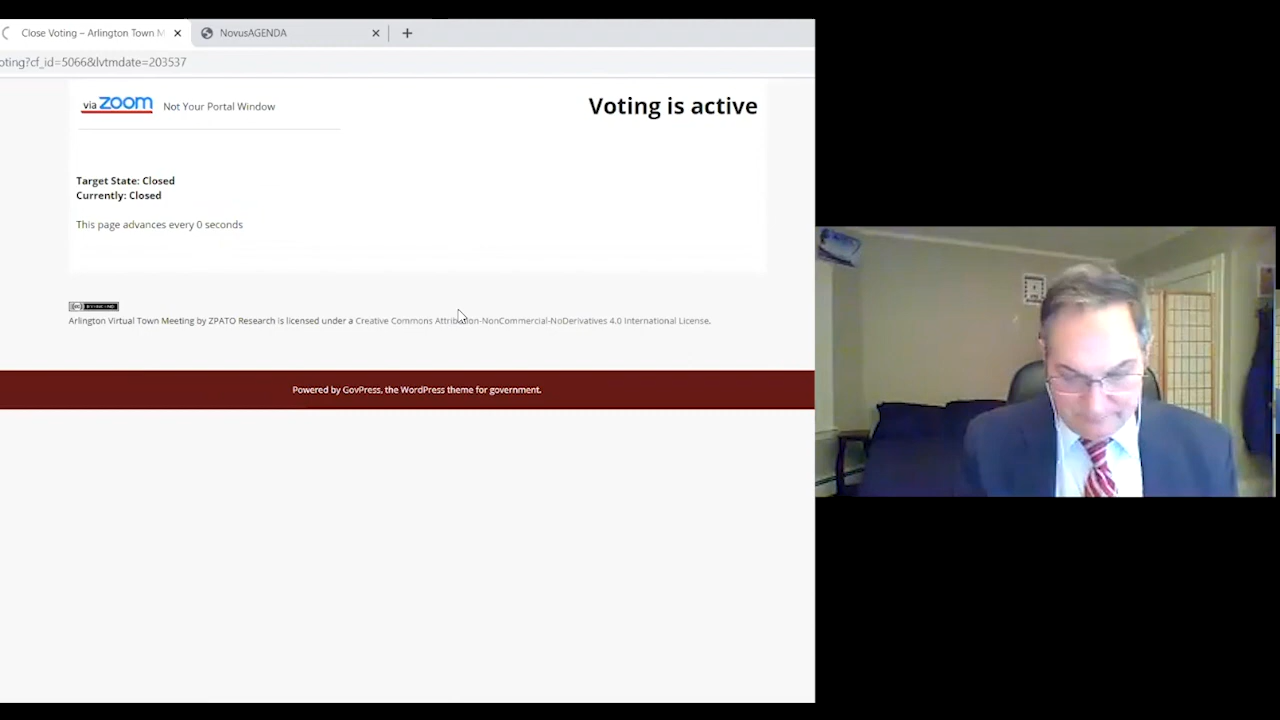 Close Voting – Arlington Town M
NovusAGENDA
oting?cf_id=5066&lvtmdate=203537
via zoom Not Your Portal Window
Voting is active
Target State: Closed
Currently: Closed
This page advances every 0 seconds
Arlington Virtual Town Meeting by ZPATO Research is licensed under a Creative Commons Attribution-NonCommercial-NoDerivatives 4.0 International License.
Powered by GovPress, the WordPress theme for government.